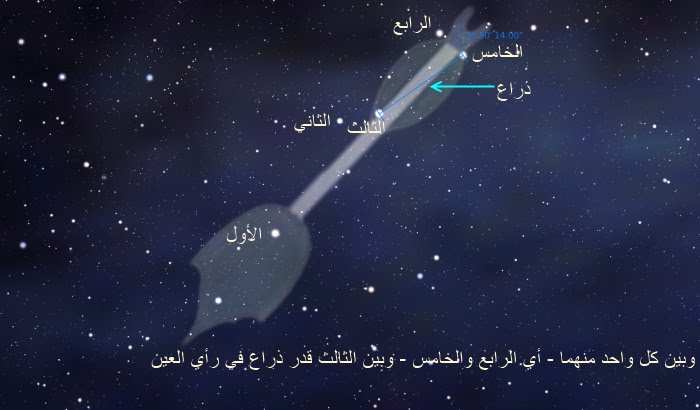 الرابع
الخامس
ذراع
الثاني
الثالث
الأول
وبين كل واحد منهما - أي الرابع والخامس - وبين الثالث قدر ذراع في رأي العين